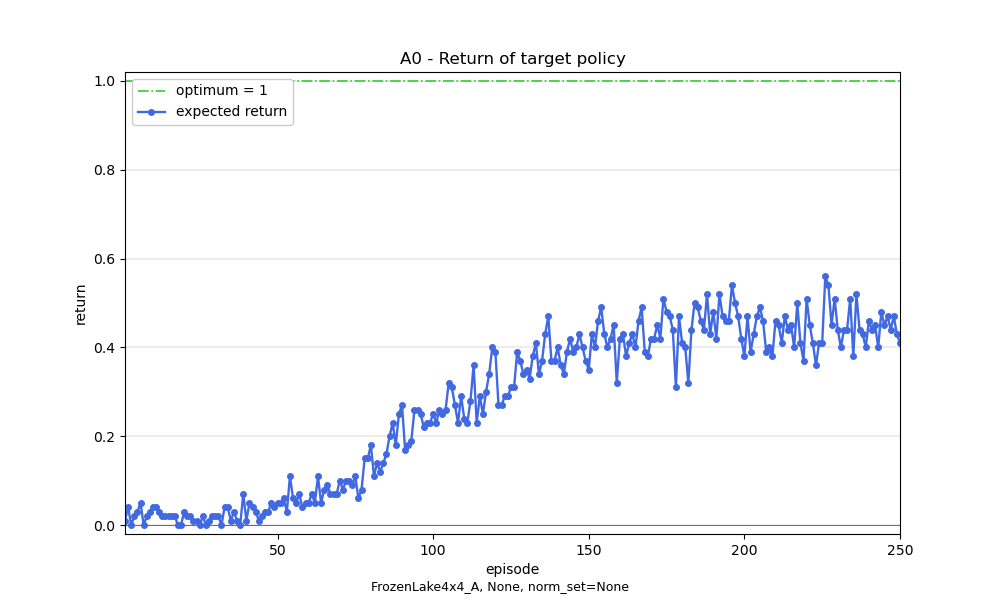 A0 - Return of target policy
optimum = 1
expected return
1.0
0.8
0.6
0.4
0.2
0.0
return
50
100
150
200
250
episode
FrozenLake4x4_A, None, norm_set=None